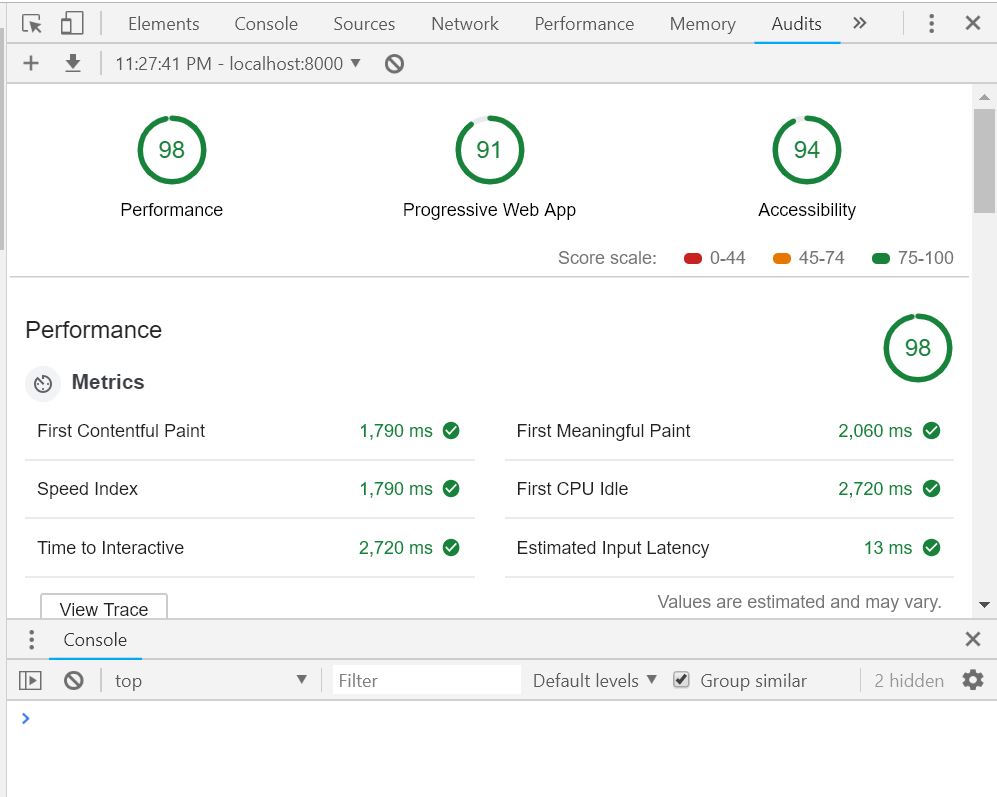 Elements Console Sources Network Performance Memory Audits »
11:27:41 PM - localhost:8000 ▼
98 91 94
Performance Progressive Web App Accessibility
Score scale: 0-44 45-74 75-100
Performance 98
Metrics
First Contentful Paint 1,790 ms First Meaningful Paint 2,060 ms
Speed Index 1,790 ms First CPU Idle 2,720 ms
Time to Interactive 2,720 ms Estimated Input Latency 13 ms
View Trace Values are estimated and may vary.
Console
top ▼ Filter Default levels ▼ Group similar 2 hidden